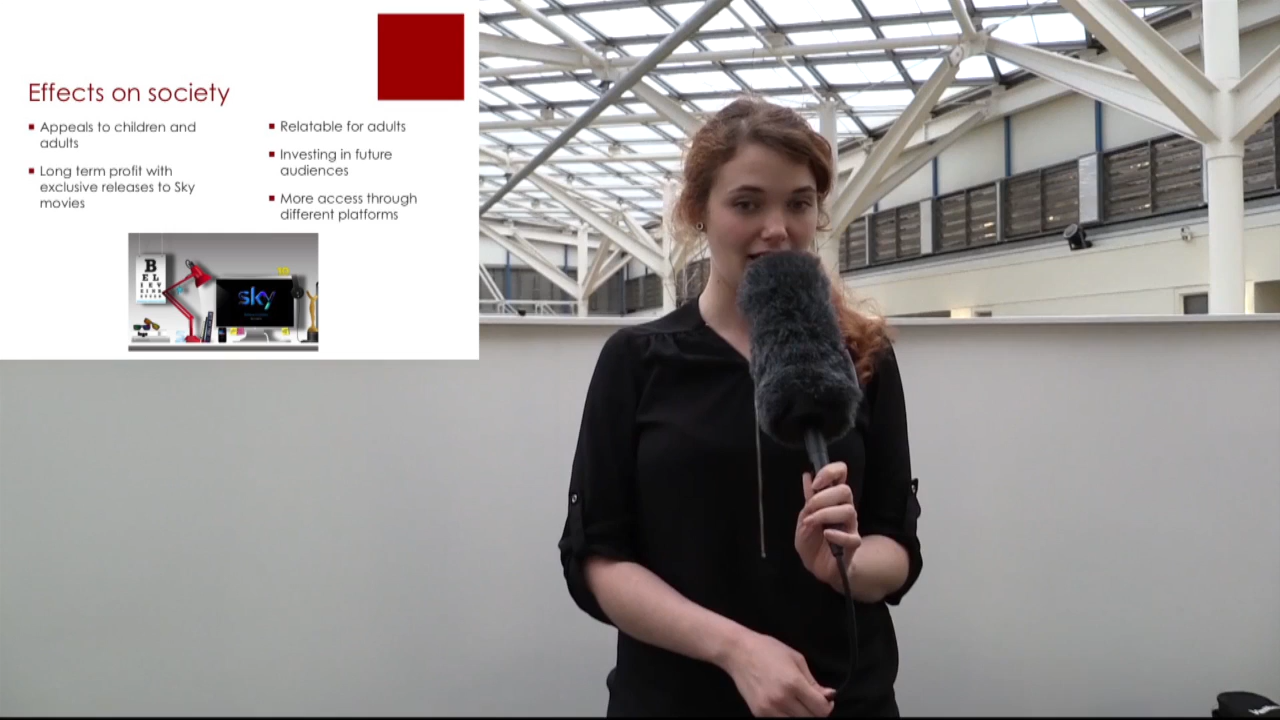 Effects on society
Appeals to children and
adults
Long term profit with
exclusive releases to Sky
movies
Relatable for adults
Investing in future
audiences
More access through
different platforms
B
E L
I E V
sky